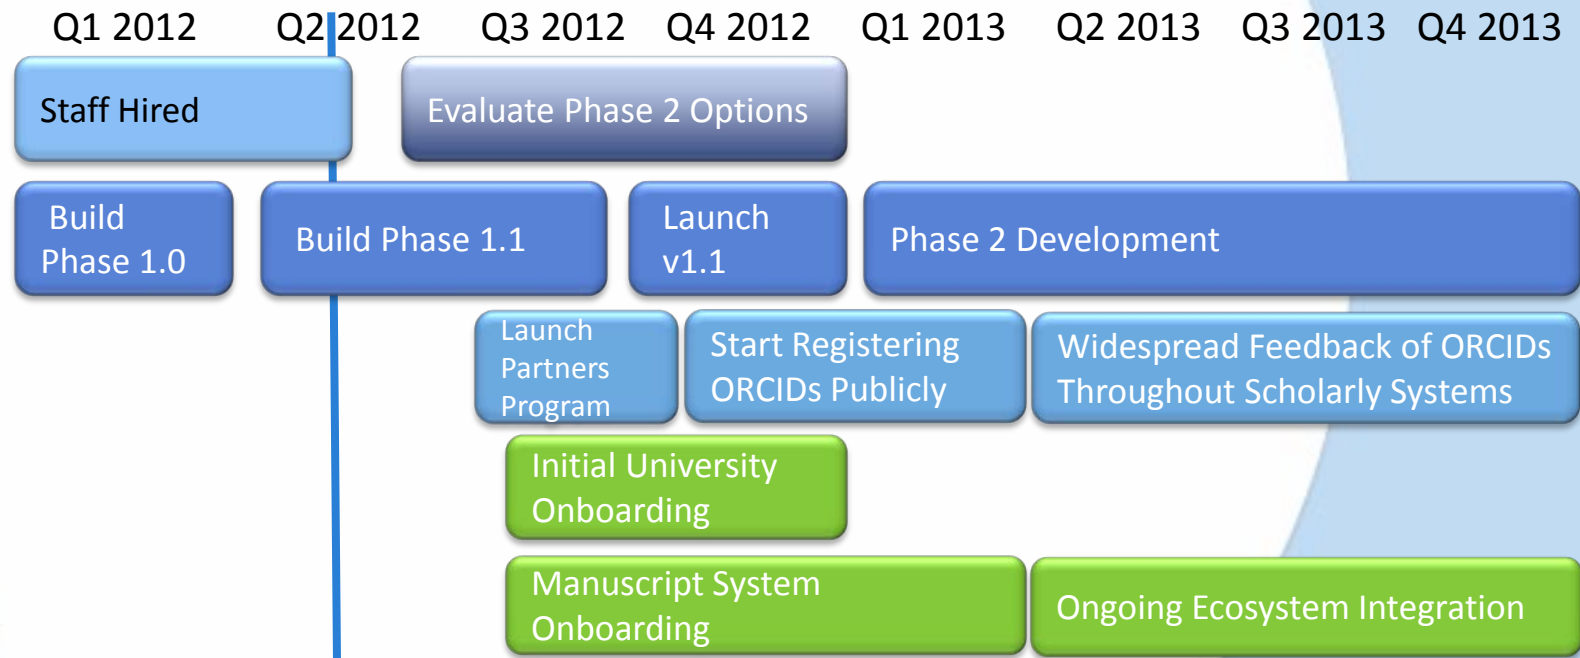 Q1 2012 Q2 2012 Q3 2012 Q4 2012 Q1 2013 Q2 2013 Q3 2013 Q4 2013
Staff Hired
Evaluate Phase 2 Options
Build
Phase 1.0
Build Phase 1.1
Launch
v1.1
Phase 2 Development
Launch
Partners
Program
Start Registering
ORCIDs Publicly
Widespread Feedback of ORCIDs
Throughout Scholarly Systems
Initial University
Onboarding
Manuscript System
Onboarding
Ongoing Ecosystem Integration